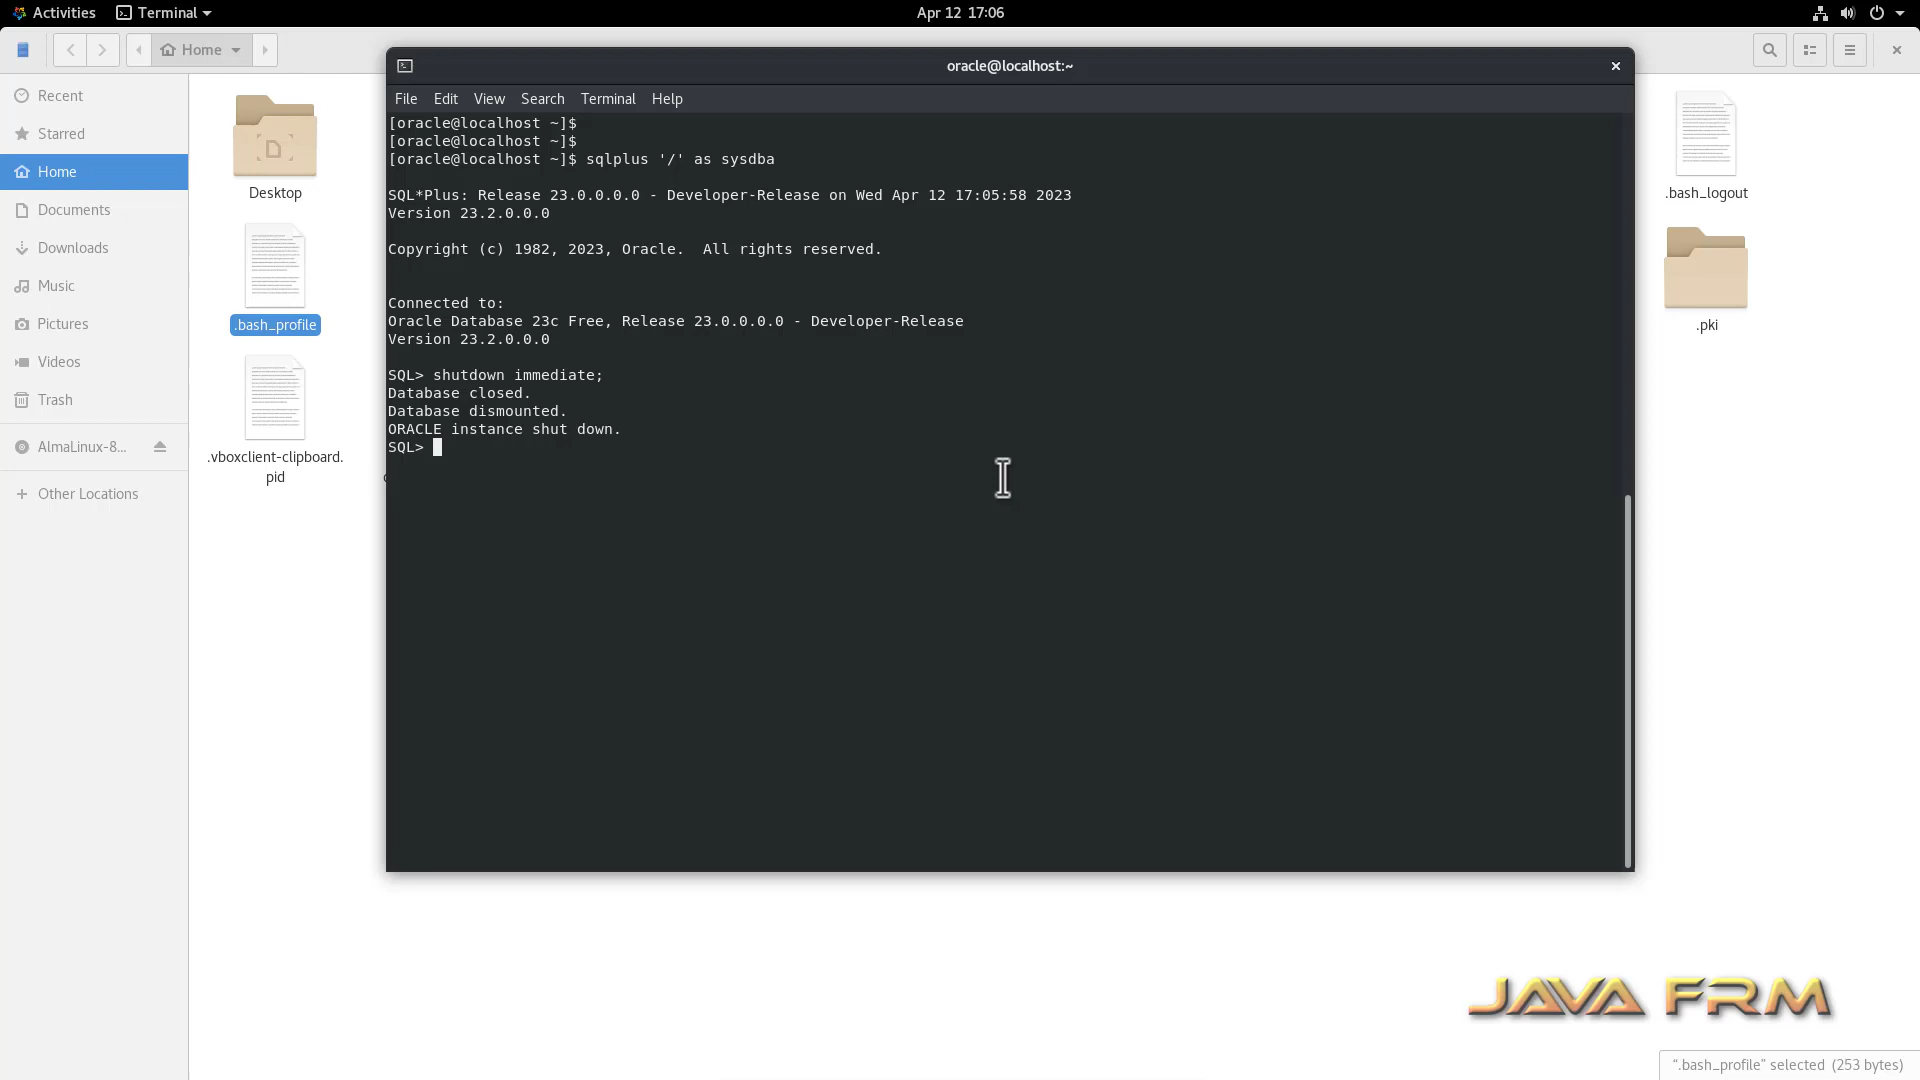 Activities
Terminal
Apr 12 17:06
Home
oracle@localhost:~
Recent
Starred
Home
Documents
Downloads
Music
Pictures
Videos
Trash
AlmaLinux-8...
Other Locations
Desktop
.bash_profile
.vboxclient-clipboard.
pid
File Edit View Search Terminal Help
[oracle@localhost ~]$
[oracle@localhost ~]$
[oracle@localhost ~]$ sqlplus '/' as sysdba
SQL*Plus: Release 23.0.0.0.0 - Developer-Release on Wed Apr 12 17:05:58 2023
Version 23.2.0.0.0
Copyright (c) 1982, 2023, Oracle.  All rights reserved.
Connected to:
Oracle Database 23c Free, Release 23.0.0.0.0 - Developer-Release
Version 23.2.0.0.0
SQL> shutdown immediate;
Database closed.
Database dismounted.
ORACLE instance shut down.
SQL>
.bash_logout
.pki
JAVA FRM
“.bash_profile” selected (253 bytes)